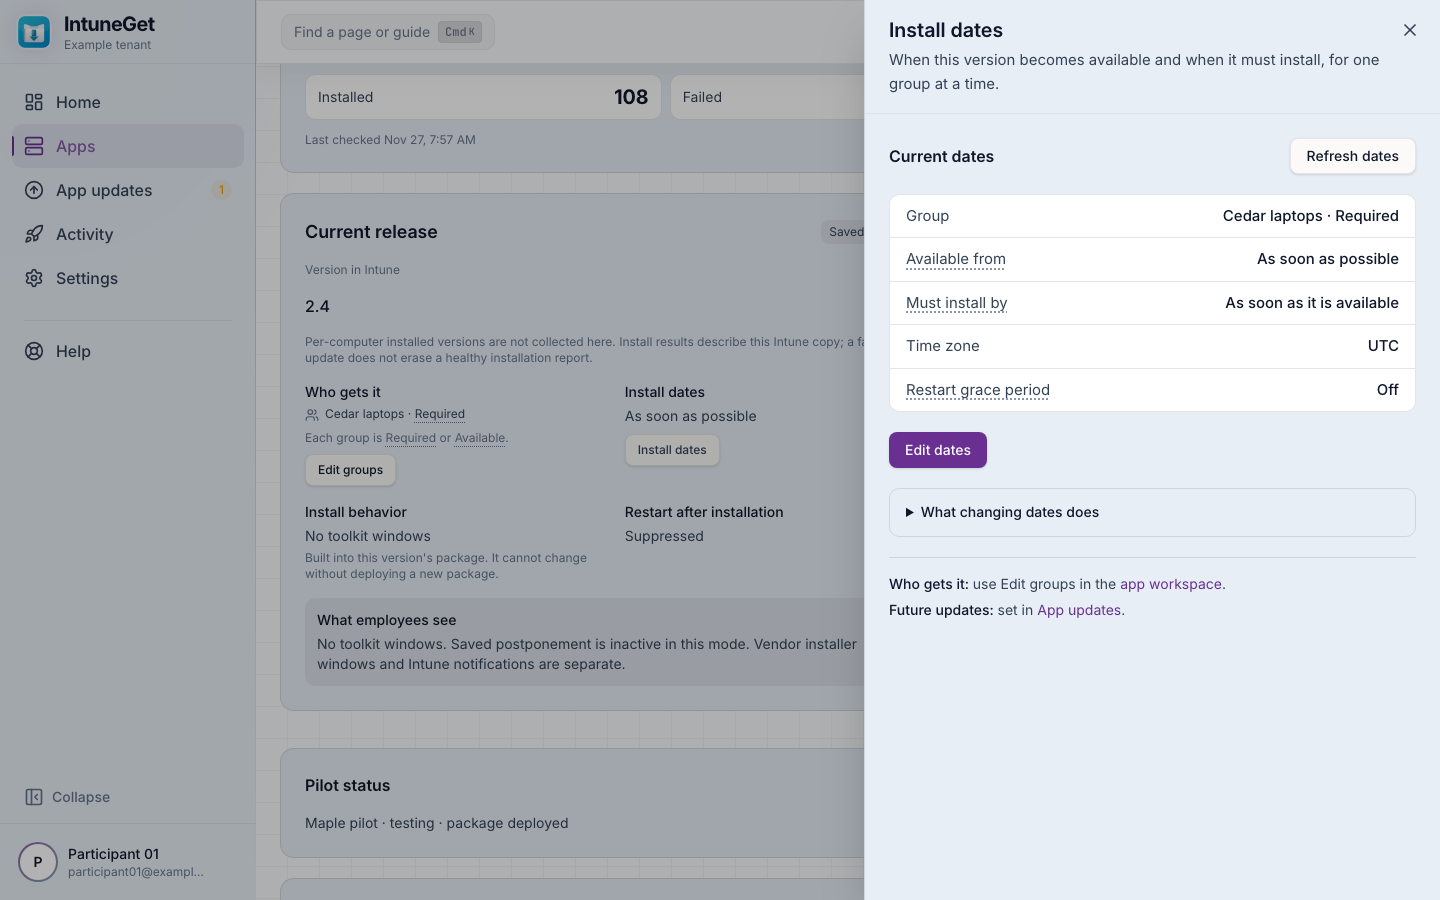 IntuneGet
Example tenant
Home
Apps
App updates
1
Activity
Settings
Help
Collapse
P
Participant 01
participant01@exampl...
Find a page or guide
Cmd K
Installed
108
Failed
Last checked Nov 27, 7:57 AM
Current release
Saved
Version in Intune
2.4
Per-computer installed versions are not collected here. Install results describe this Intune copy; a fa
update does not erase a healthy installation report.
Who gets it
Cedar laptops · Required
Each group is Required or Available.
Edit groups
Install dates
As soon as possible
Install dates
Install behavior
No toolkit windows
Built into this version's package. It cannot change
without deploying a new package.
Restart after installation
Suppressed
What employees see
No toolkit windows. Saved postponement is inactive in this mode. Vendor installer
windows and Intune notifications are separate.
Pilot status
Maple pilot · testing · package deployed
Install dates
When this version becomes available and when it must install, for one
group at a time.
Current dates
Refresh dates
Group
Cedar laptops · Required
Available from
As soon as possible
Must install by
As soon as it is available
Time zone
UTC
Restart grace period
Off
Edit dates
What changing dates does
Who gets it: use Edit groups in the app workspace.
Future updates: set in App updates.